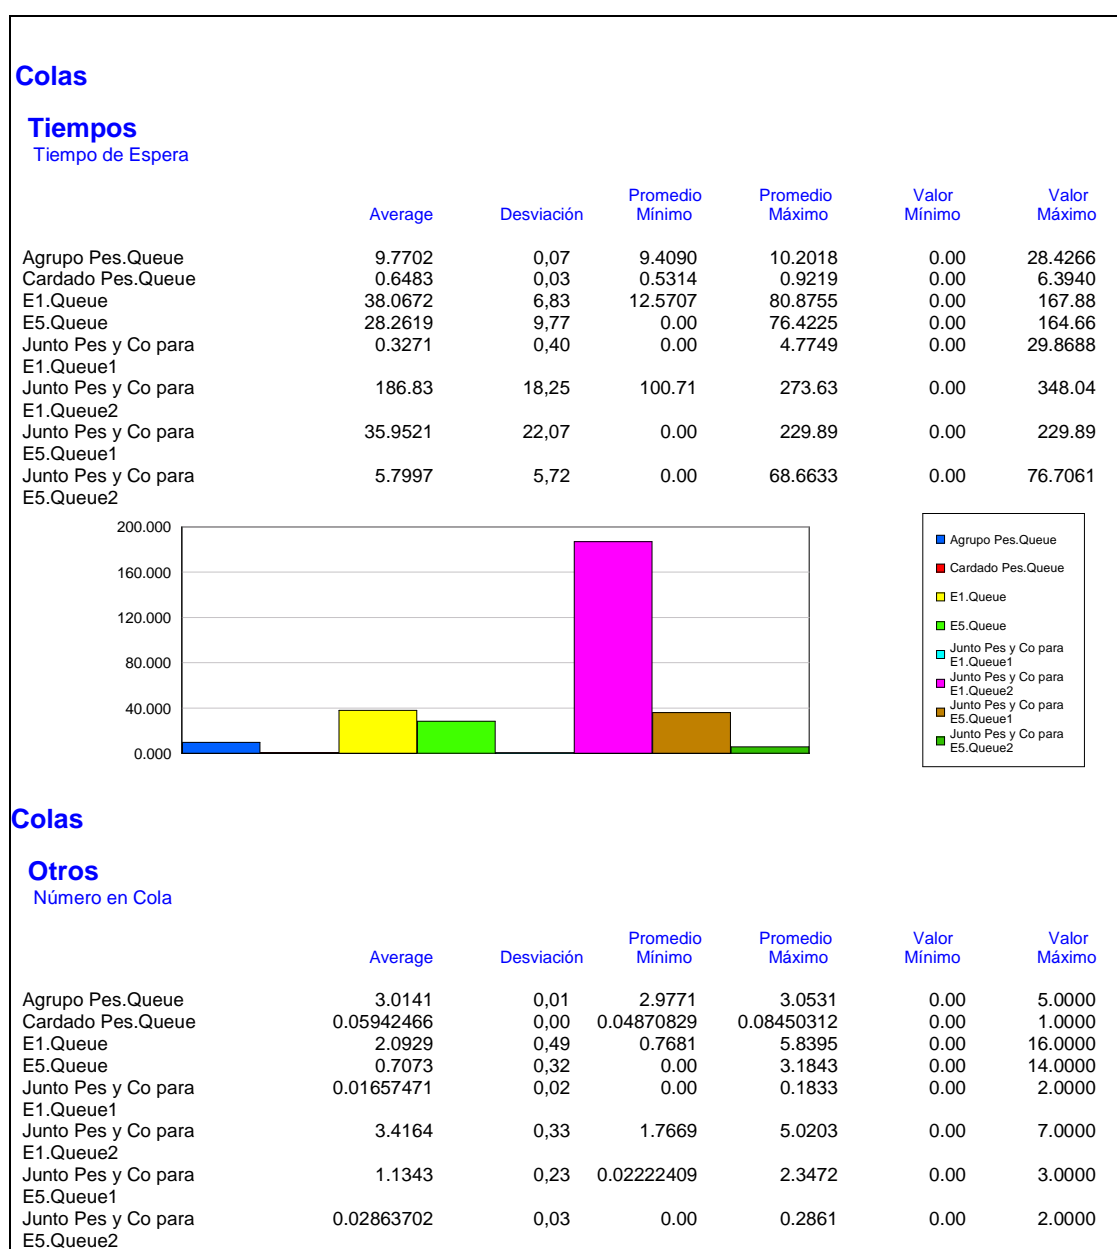 Colas
Tiempos
Tiempo de Espera
Average Desviación Promedio Mínimo Promedio Máximo Valor Mínimo Valor Máximo
Agrupo Pes.Queue 9.7702 0,07 9.4090 10.2018 0.00 28.4266
Cardado Pes.Queue 0.6483 0,03 0.5314 0.9219 0.00 6.3940
E1.Queue 38.0672 6,83 12.5707 80.8755 0.00 167.88
E5.Queue 28.2619 9,77 0.00 76.4225 0.00 164.66
Junto Pes y Co para 0.3271 0,40 0.00 4.7749 0.00 29.8688
E1.Queue1
Junto Pes y Co para 186.83 18,25 100.71 273.63 0.00 348.04
E1.Queue2
Junto Pes y Co para 35.9521 22,07 0.00 229.89 0.00 229.89
E5.Queue1
Junto Pes y Co para 5.7997 5,72 0.00 68.6633 0.00 76.7061
E5.Queue2
200.000
160.000
120.000
80.000
40.000
0.000
Agrupo Pes.Queue
Cardado Pes.Queue
E1.Queue
E5.Queue
Junto Pes y Co para
E1.Queue1
Junto Pes y Co para
E1.Queue2
Junto Pes y Co para
E5.Queue1
Junto Pes y Co para
E5.Queue2
Colas
Otros
Número en Cola
Average Desviación Promedio Mínimo Promedio Máximo Valor Mínimo Valor Máximo
Agrupo Pes.Queue 3.0141 0,01 2.9771 3.0531 0.00 5.0000
Cardado Pes.Queue 0.05942466 0,00 0.04870829 0.08450312 0.00 1.0000
E1.Queue 2.0929 0,49 0.7681 5.8395 0.00 16.0000
E5.Queue 0.7073 0,32 0.00 3.1843 0.00 14.0000
Junto Pes y Co para 0.01657471 0,02 0.00 0.1833 0.00 2.0000
E1.Queue1
Junto Pes y Co para 3.4164 0,33 1.7669 5.0203 0.00 7.0000
E1.Queue2
Junto Pes y Co para 1.1343 0,23 0.02222409 2.3472 0.00 3.0000
E5.Queue1
Junto Pes y Co para 0.02863702 0,03 0.00 0.2861 0.00 2.0000
E5.Queue2